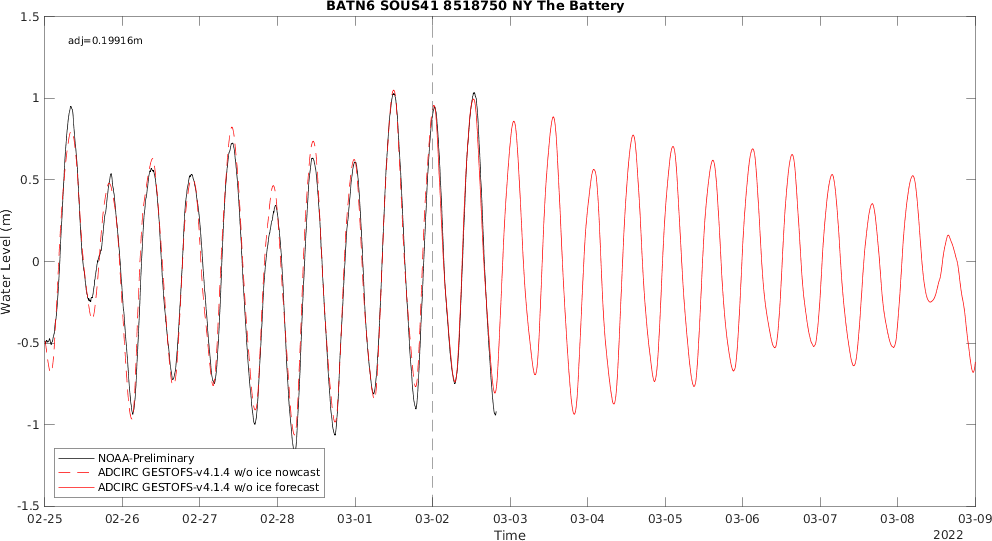 BATN6 SOUS41 8518750 NY The Battery
adj=0.19916m
1.5
1
0.5
0
-0.5
-1
-1.5
Water Level (m)
NOAA-Preliminary
ADCIRC GESTOFS-v4.1.4 w/o ice nowcast
ADCIRC GESTOFS-v4.1.4 w/o ice forecast
02-25 02-26 02-27 02-28 03-01 03-02 03-03 03-04 03-05 03-06 03-07 03-08 03-09
Time
2022